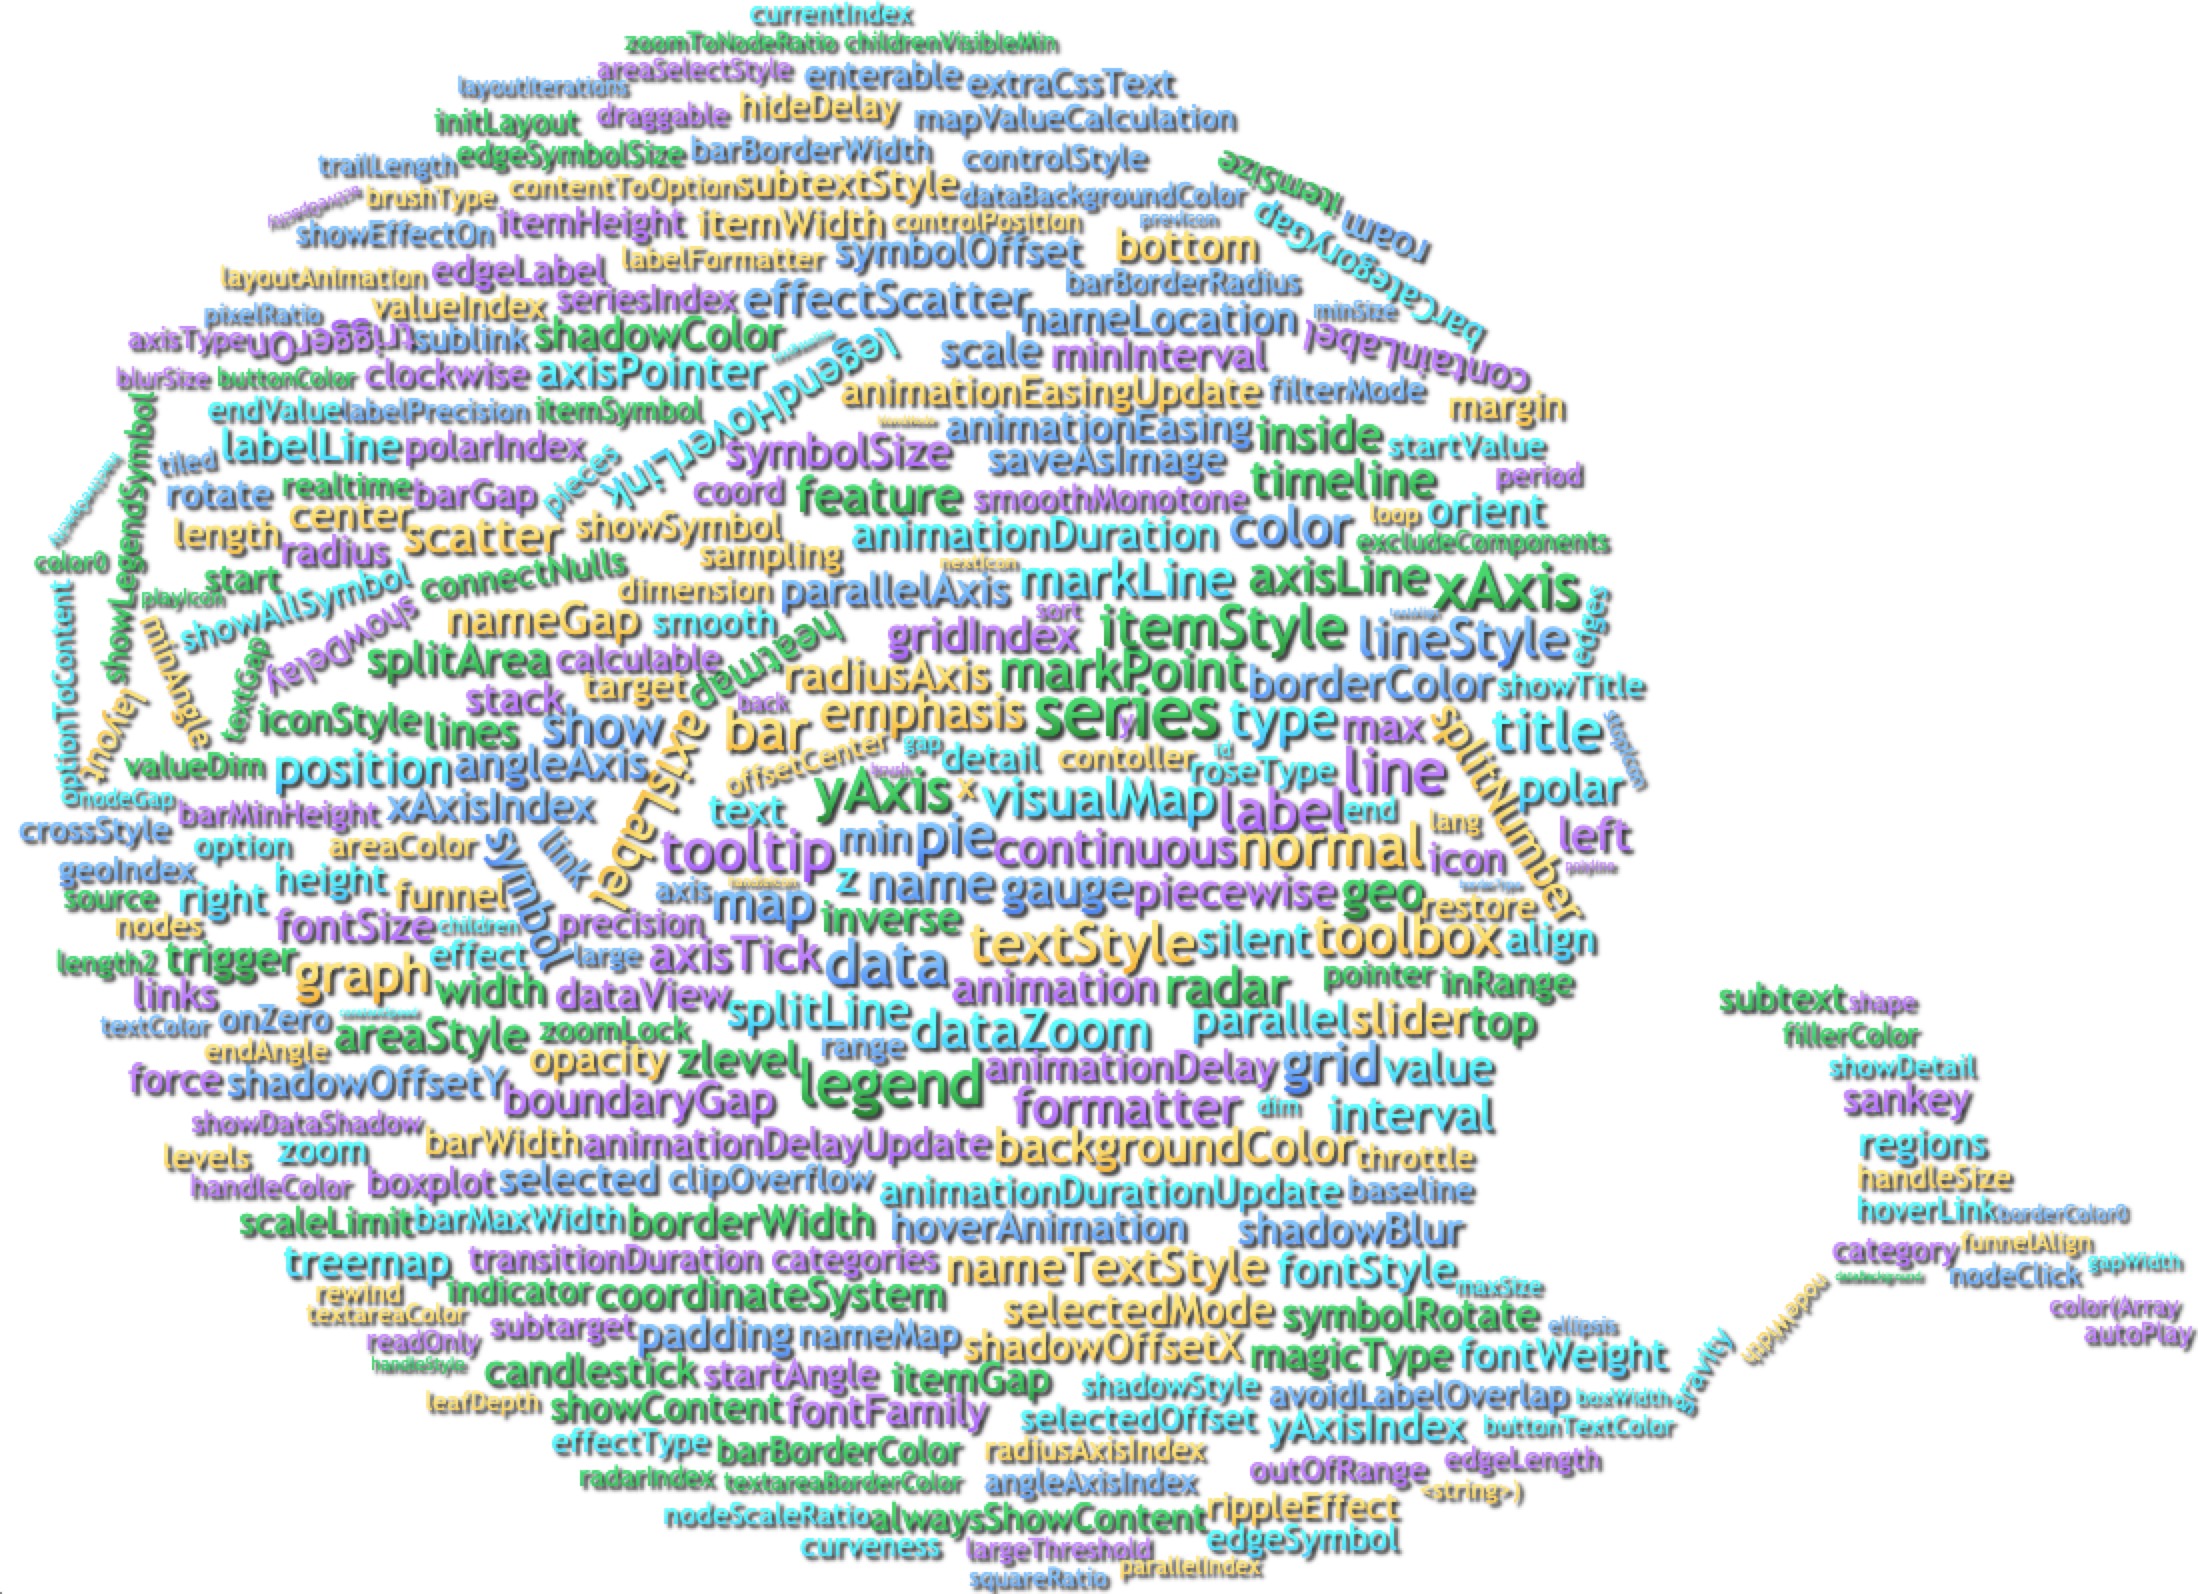 currentIndex
zoomToNodeRatio childrenVisibleMin
areaSelectStyle enterable extraCssText
layoutIterations
initLayout draggable hideDelay mapValueCalculation
trailLength edgeSymbolSize barBorderWidth controlStyle itemSize
brushType contentToOption subtextStyle dataBackgroundColor
showEffectOn itemHeight itemWidth controlPosition prevIcon barCategoryGap roam
layoutAnimation edgeLabel labelFormatter symbolOffset bottom
valueIndex seriesIndex effectScatter barBorderRadius
pixelRatio nameLocation minSize containLabel
axisType triggerOn sublink shadowColor legendHoverLink scale minInterval
blurSize buttonColor clockwise axisPointer animationEasingUpdate filterMode margin
endValue labelPrecision itemSymbol animationEasing inside startValue
showLegendSymbol tiled labelLine polarIndex pieces symbolSize saveAsImage
rotate realtime barGap coord feature smoothMonotone timeline period
length center scatter showSymbol animationDuration color loop orient
color0 radius sampling excludeComponents
start showAllSymbol connectNulls dimension parallelAxis nextIcon markLine axisLine xAxis
optionToContent playIcon minAngle showDelay nameGap smooth heatmap gridIndex sort itemStyle lineStyle edges
textGap splitArea calculable radiusAxis markPoint borderColor showTitle
layout iconStyle lines stack target show axisLabel back bar emphasis series y type max splitNumber title stopIcon
valueDim position angleAxis offsetCenter gap detail contoller id roseType line
nodeGap barMinHeight xAxisIndex text yAxis brush x visualMap label end polar
crossStyle option areaColor symbol link tooltip min pie continuous normal lang left
geoIndex right height funnel axis map z name gauge piecewise geo icon polyline
source nodes fontSize children precision inverse restore
length2 trigger graph effect large axisTick data textStyle silent toolbox align
links width dataView animation radar pointer inRange
textColor onZero areaStyle zoomLock splitLine dataZoom parallel slider top subtext shape
endAngle opacity zlevel range fillerColor
force shadowOffsetY boundaryGap legend animationDelay grid value showDetail
showDataShadow formatter dim interval sankey
levels zoom barWidth animationDelayUpdate backgroundColor throttle regions
handleColor boxplot selected clipOverflow animationDurationUpdate baseline handleSize
scaleLimit barMaxWidth borderWidth hoverAnimation shadowBlur hoverLink borderColor0
treemap transitionDuration categories nameTextStyle fontStyle maxSize category funnelAlign gapWidth
rewind indicator coordinateSystem nodeWidth nodeClick
textareaColor selectedMode symbolRotate color(Array
readOnly subtarget padding nameMap shadowOffsetX ellipsis autoPlay
handleStyle candlestick startAngle itemGap magicType fontWeight gravity
leafDepth showContent fontFamily shadowStyle avoidLabelOverlap boxWidth
effectType barBorderColor selectedOffset yAxisIndex buttonTextColor
radarIndex textareaBorderColor radiusAxisIndex angleAxisIndex outOfRange edgeLength
nodeScaleRatio alwaysShowContent rippleEffect <string>)
curveness largeThreshold edgeSymbol
squareRatio parallelIndex